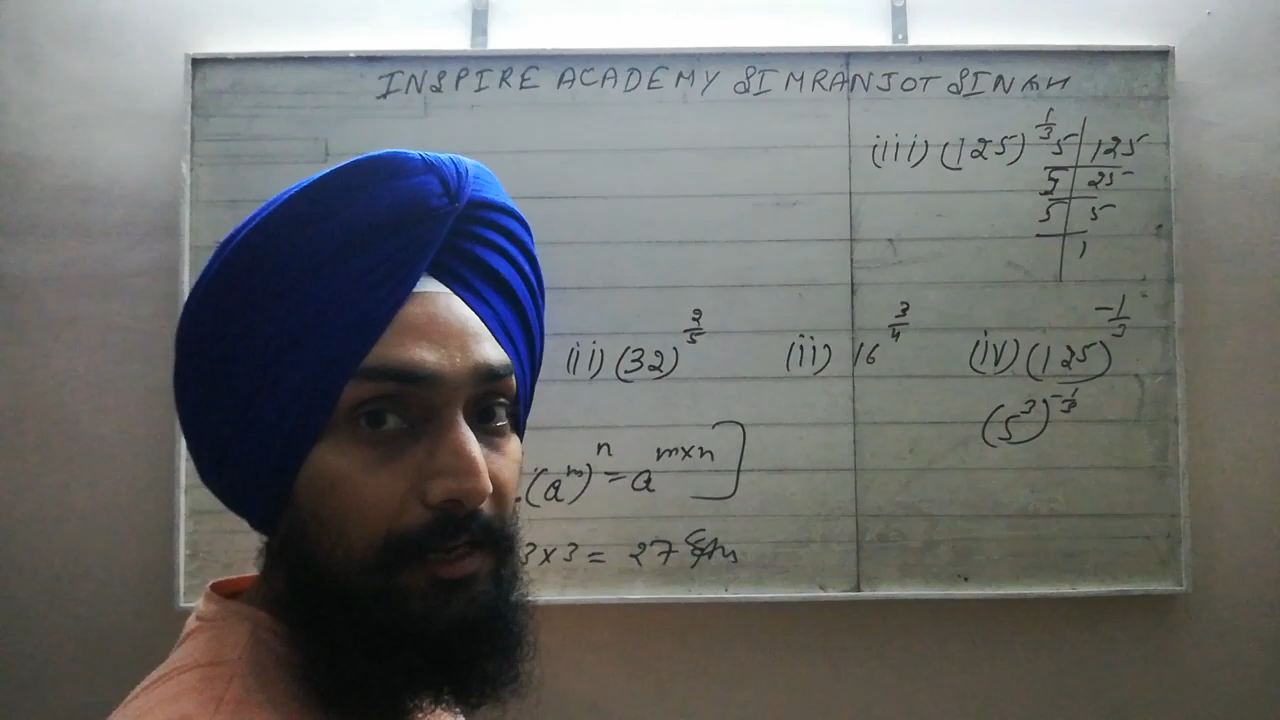 INSPIRE ACADEMY SIMRANJOT SINGH
(iii) (125)^1/3 5 | 125
5 | 25
5 | 5
1
(ii) (32)^2/5 (ii) 16^3/4 (iv) (125)^-1/3
(5^3)^-1/3
(a^m)^n = a^m×n ]
3×3 = 27 Ans